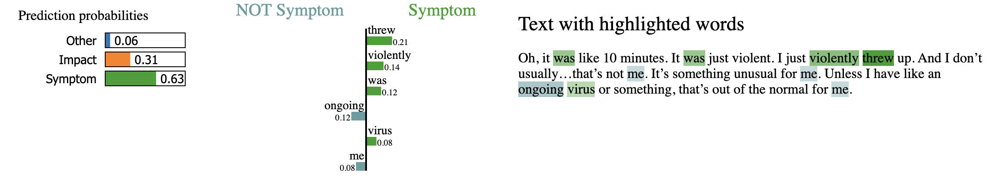 Prediction probabilities
Other 0.06
Impact 0.31
Symptom 0.63
NOT Symptom Symptom
threw
0.21
violently
0.14
was
0.12
ongoing
0.12
virus
0.08
me
0.08
Text with highlighted words
Oh, it was like 10 minutes. It was just violent. I just violently threw up. And I don’t
usually…that’s not me. It’s something unusual for me. Unless I have like an
ongoing virus or something, that’s out of the normal for me.